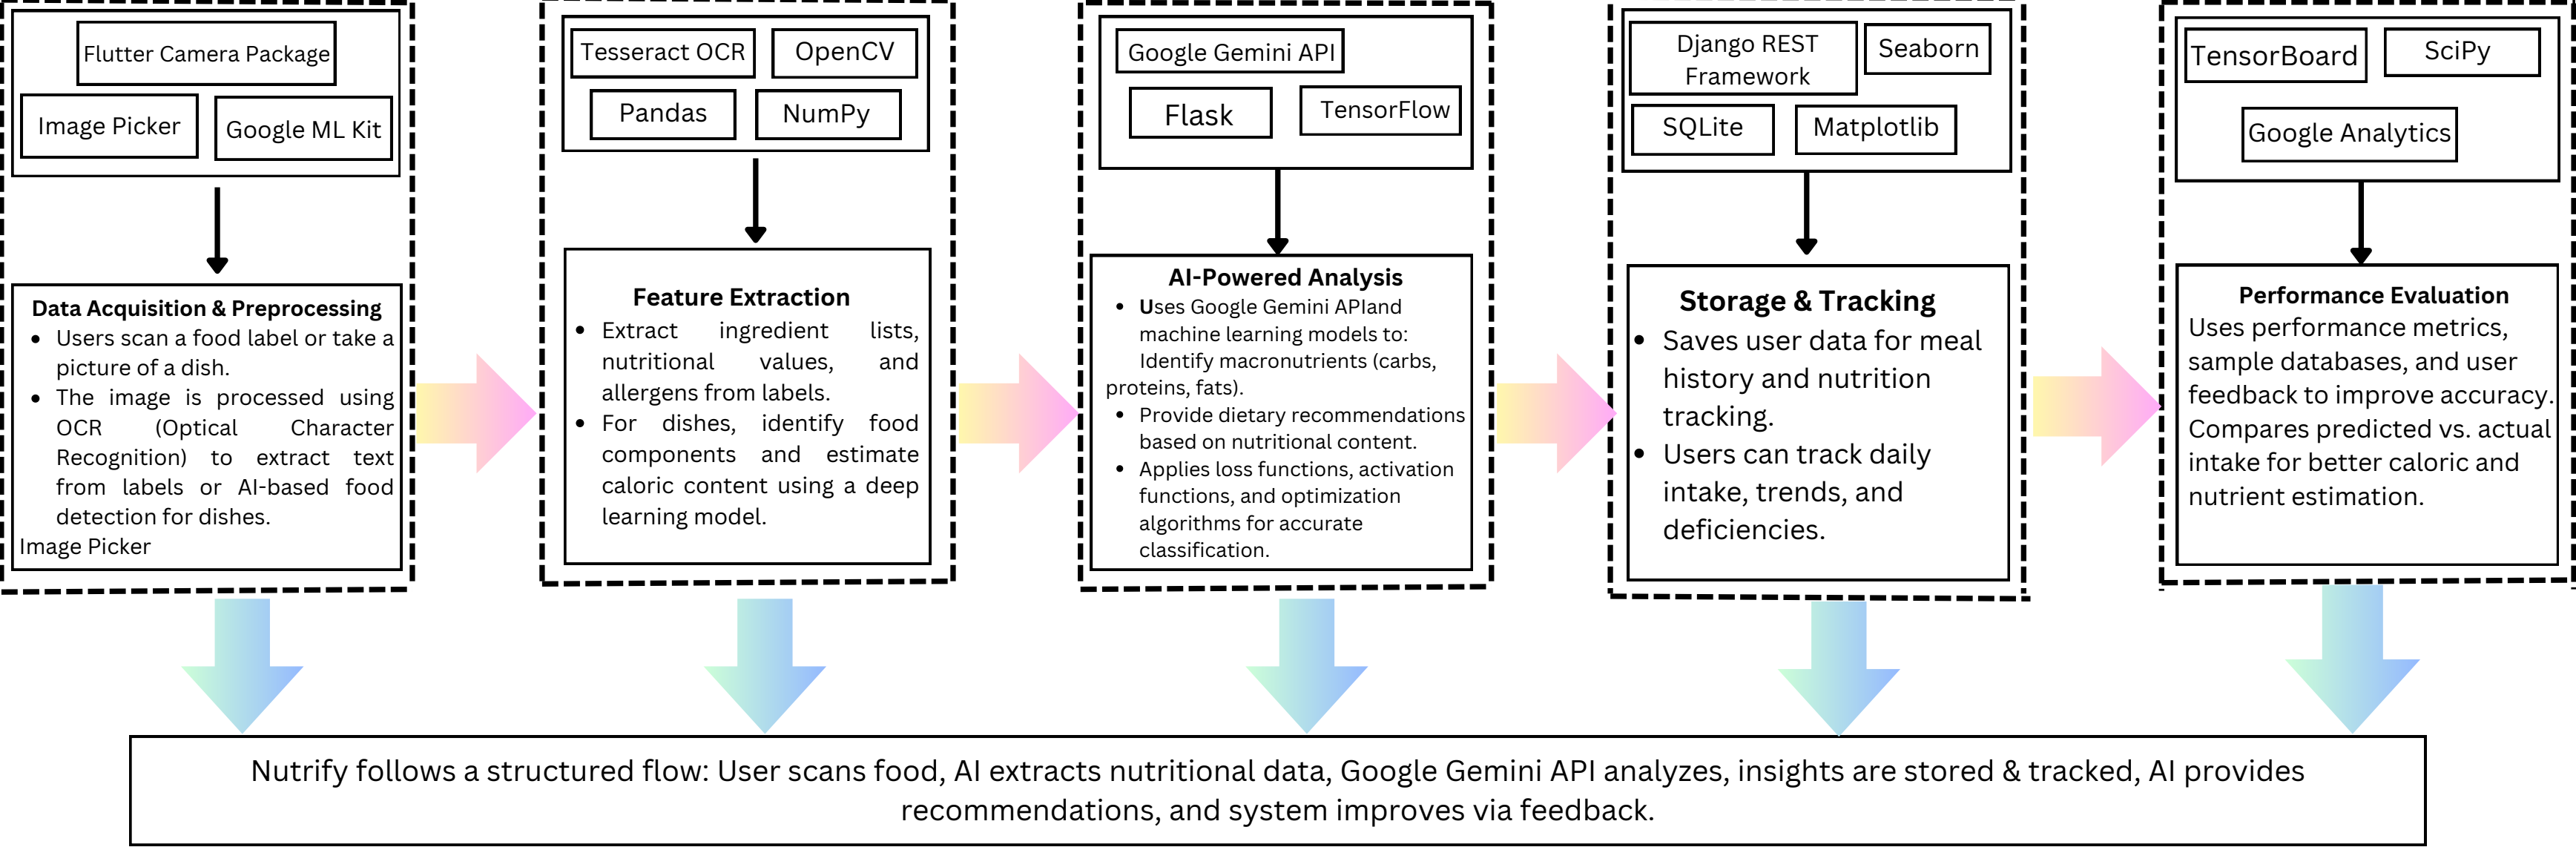 Flutter Camera Package
Image Picker
Google ML Kit
Data Acquisition & Preprocessing
• Users scan a food label or take a
picture of a dish.
• The image is processed using
OCR (Optical Character
Recognition) to extract text
from labels or AI-based food
detection for dishes.
Image Picker
Tesseract OCR
OpenCV
Pandas
NumPy
Feature Extraction
• Extract ingredient lists,
nutritional values, and
allergens from labels.
• For dishes, identify food
components and estimate
caloric content using a deep
learning model.
Google Gemini API
Flask
TensorFlow
AI-Powered Analysis
• Uses Google Gemini APIand
machine learning models to:
Identify macronutrients (carbs,
proteins, fats).
• Provide dietary recommendations
based on nutritional content.
• Applies loss functions, activation
functions, and optimization
algorithms for accurate
classification.
Django REST
Framework
Seaborn
SQLite
Matplotlib
Storage & Tracking
• Saves user data for meal
history and nutrition
tracking.
• Users can track daily
intake, trends, and
deficiencies.
TensorBoard
SciPy
Google Analytics
Performance Evaluation
Uses performance metrics,
sample databases, and user
feedback to improve accuracy.
Compares predicted vs. actual
intake for better caloric and
nutrient estimation.
Nutrify follows a structured flow: User scans food, AI extracts nutritional data, Google Gemini API analyzes, insights are stored & tracked, AI provides
recommendations, and system improves via feedback.